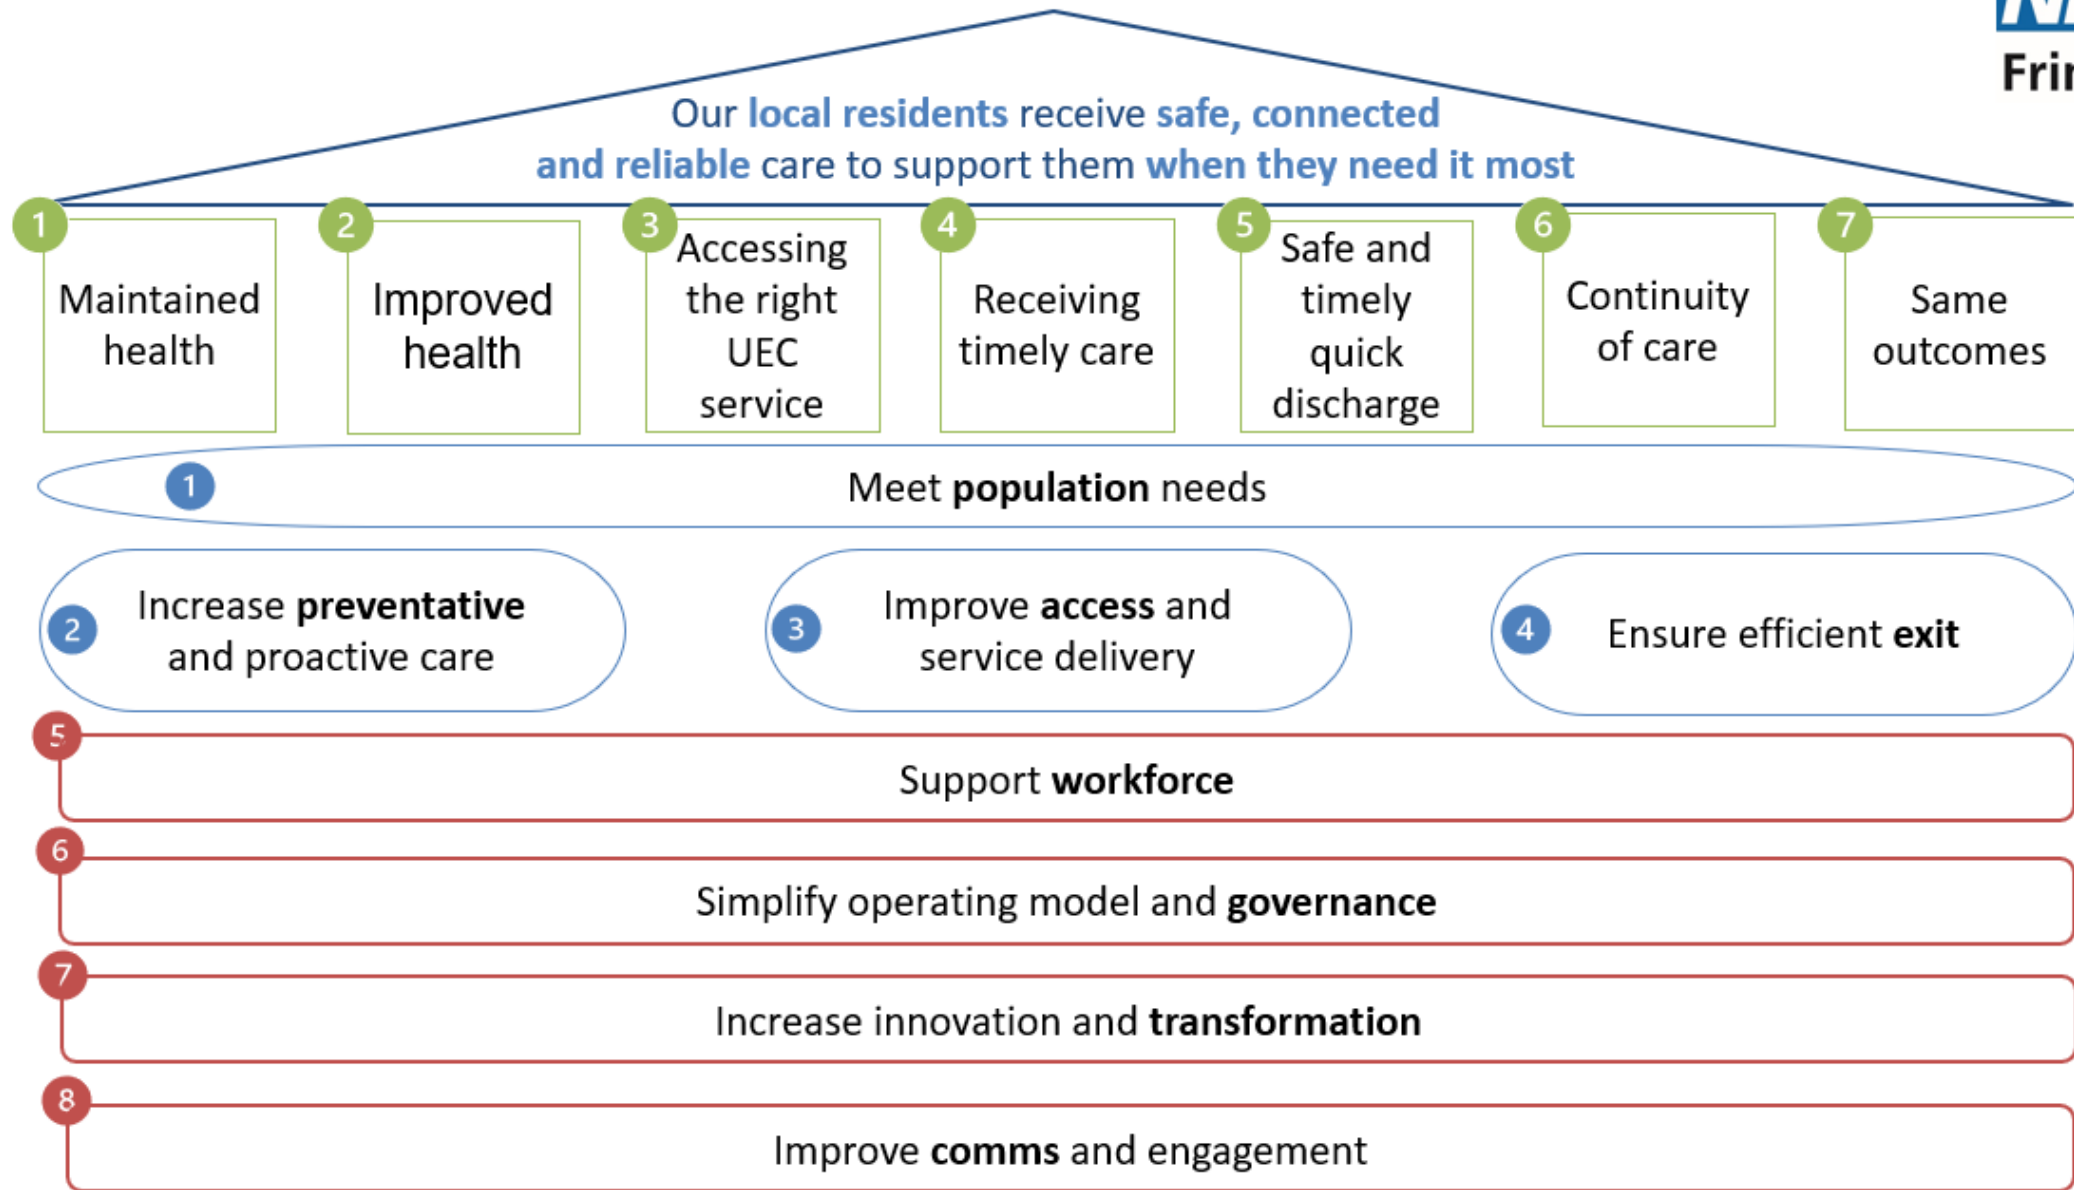 Our local residents receive safe, connected
and reliable care to support them when they need it most
1
Maintained
health
2
Improved
health
3
Accessing
the right
UEC
service
4
Receiving
timely care
5
Safe and
timely
quick
discharge
6
Continuity
of care
7
Same
outcomes
1
Meet population needs
2
Increase preventative
and proactive care
3
Improve access and
service delivery
4
Ensure efficient exit
5
Support workforce
6
Simplify operating model and governance
7
Increase innovation and transformation
8
Improve comms and engagement